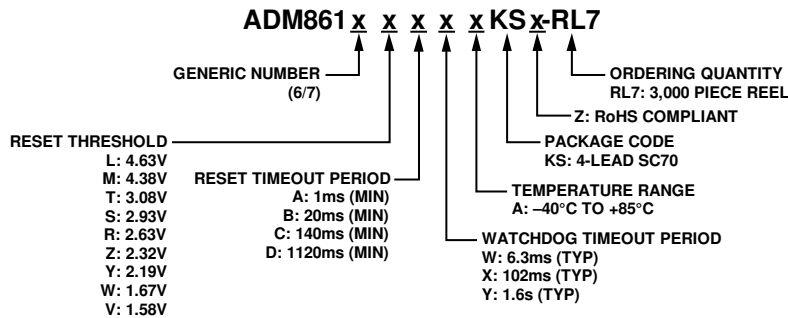 ADM861 x x x x x KS x-RL7
GENERIC NUMBER
(6/7)
ORDERING QUANTITY
RL7: 3,000 PIECE REEL
Z: RoHS COMPLIANT
RESET THRESHOLD
L: 4.63V
M: 4.38V
T: 3.08V
S: 2.93V
R: 2.63V
Z: 2.32V
Y: 2.19V
W: 1.67V
V: 1.58V
RESET TIMEOUT PERIOD
A: 1ms (MIN)
B: 20ms (MIN)
C: 140ms (MIN)
D: 1120ms (MIN)
PACKAGE CODE
KS: 4-LEAD SC70
TEMPERATURE RANGE
A: –40°C TO +85°C
WATCHDOG TIMEOUT PERIOD
W: 6.3ms (TYP)
X: 102ms (TYP)
Y: 1.6s (TYP)